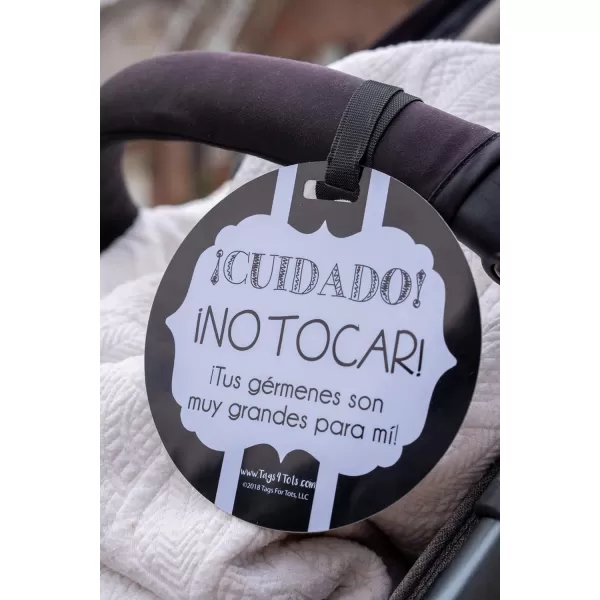 ¡CUIDADO!
¡NO TOCAR!
¡Tus gérmenes son
muy grandes para mí!
www.Tags4Tots.com
©2018 Tags For Tots, LLC